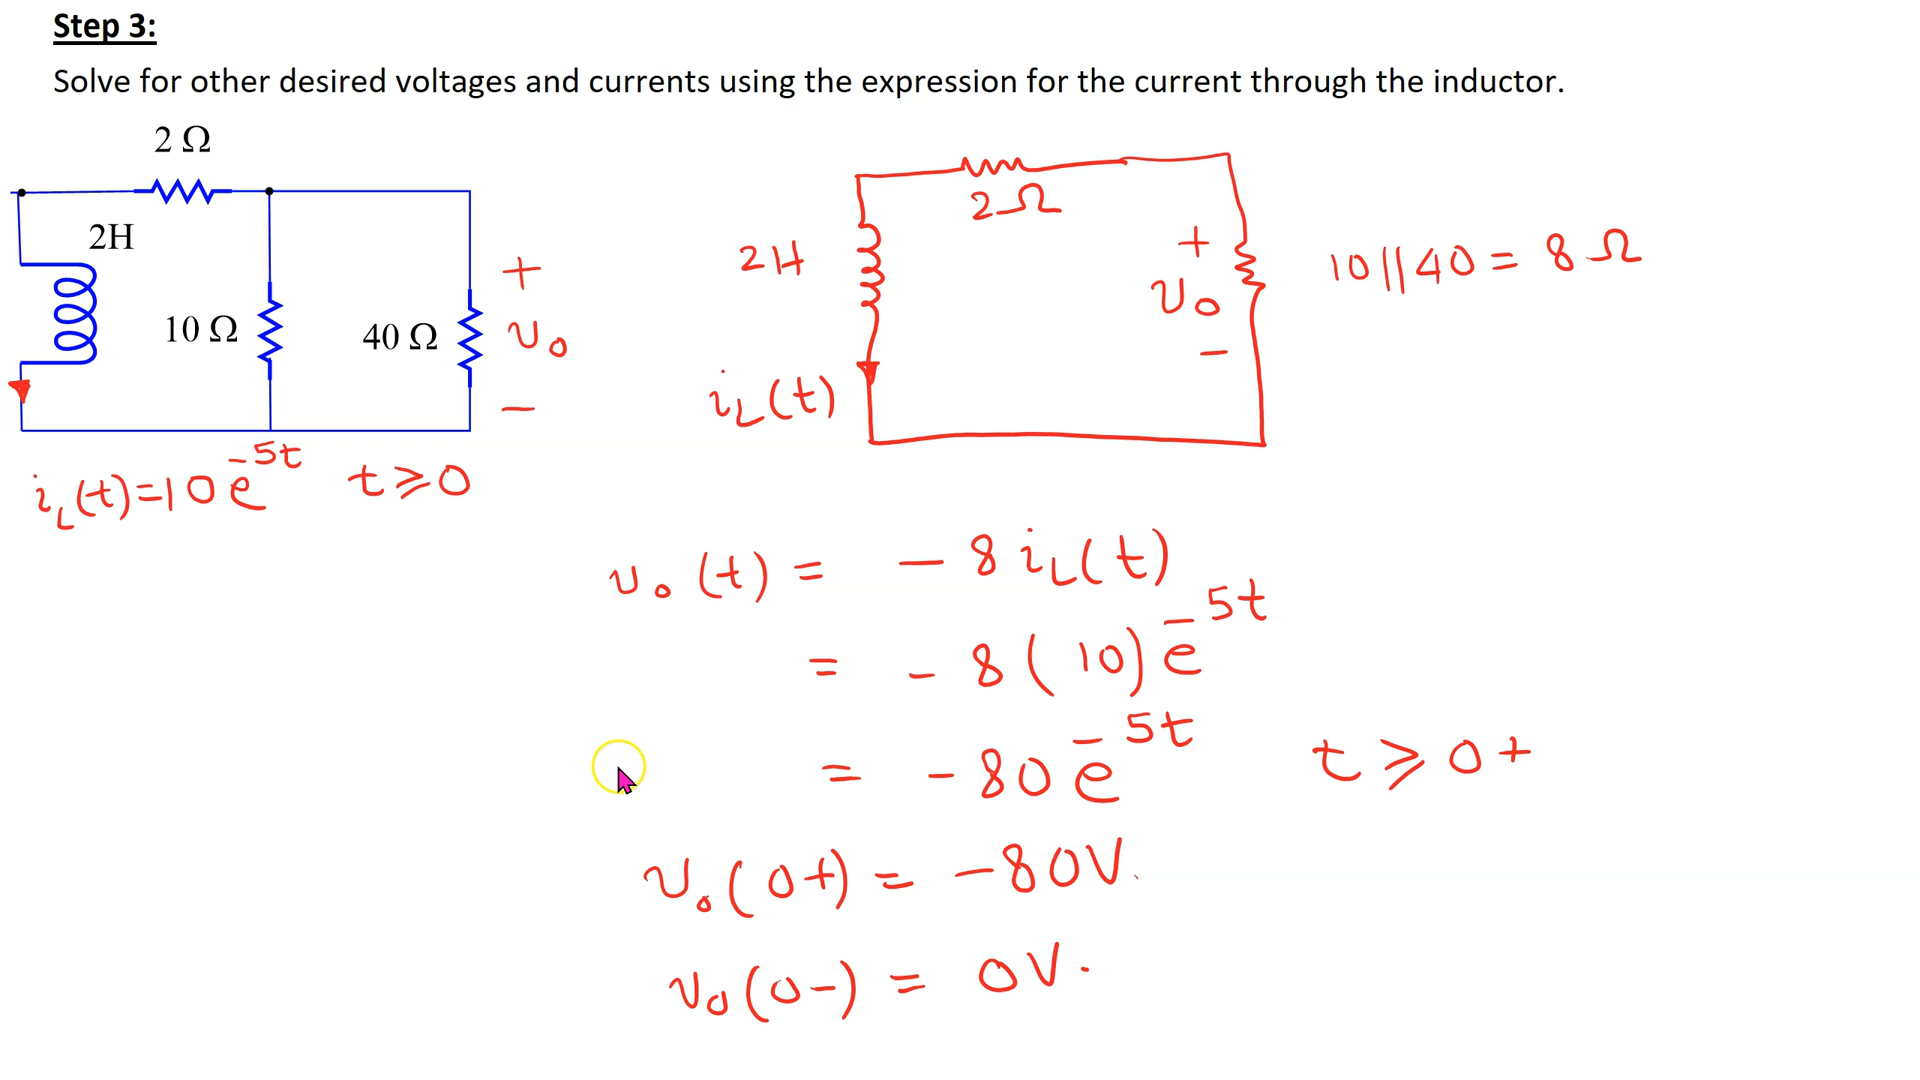 Step 3:
Solve for other desired voltages and currents using the expression for the current through the inductor.
2 Ω
2H
10 Ω
40 Ω
+
v₀
−
i_L(t)=10e^{-5t} t≥0
2Ω
2H
+
v₀
−
10||40 = 8Ω
i_L(t)
v₀(t) = −8 i_L(t)
= −8(10)e^{-5t}
= −80e^{-5t} t≥0+
v₀(0+) = −80V.
v₀(0−) = 0V.